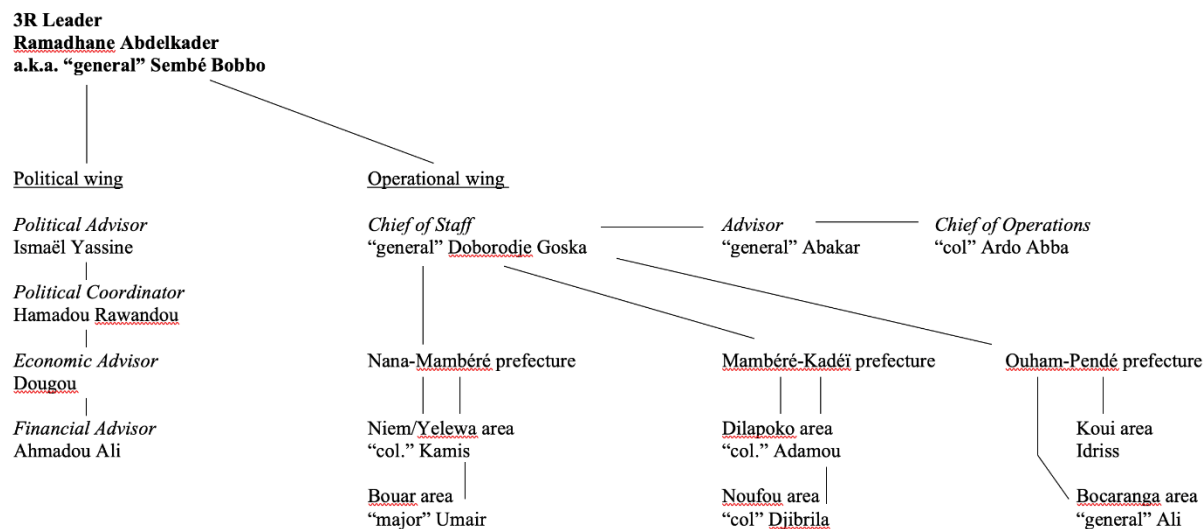 3R Leader
Ramadhane Abdelkader
a.k.a. “general” Sembé Bobbo
Political wing
Political Advisor
Ismaël Yassine
Political Coordinator
Hamadou Rawandou
Economic Advisor
Dougou
Financial Advisor
Ahmadou Ali
Operational wing
Chief of Staff
“general” Doborodje Goska
Advisor
“general” Abakar
Chief of Operations
“col” Ardo Abba
Nana-Mambéré prefecture
Niem/Yelewa area
“col.” Kamis
Bouar area
“major” Umair
Mambéré-Kadéï prefecture
Dilapoko area
“col.” Adamou
Noufou area
“col” Djibrila
Ouham-Pendé prefecture
Koui area
Idriss
Bocaranga area
“general” Ali